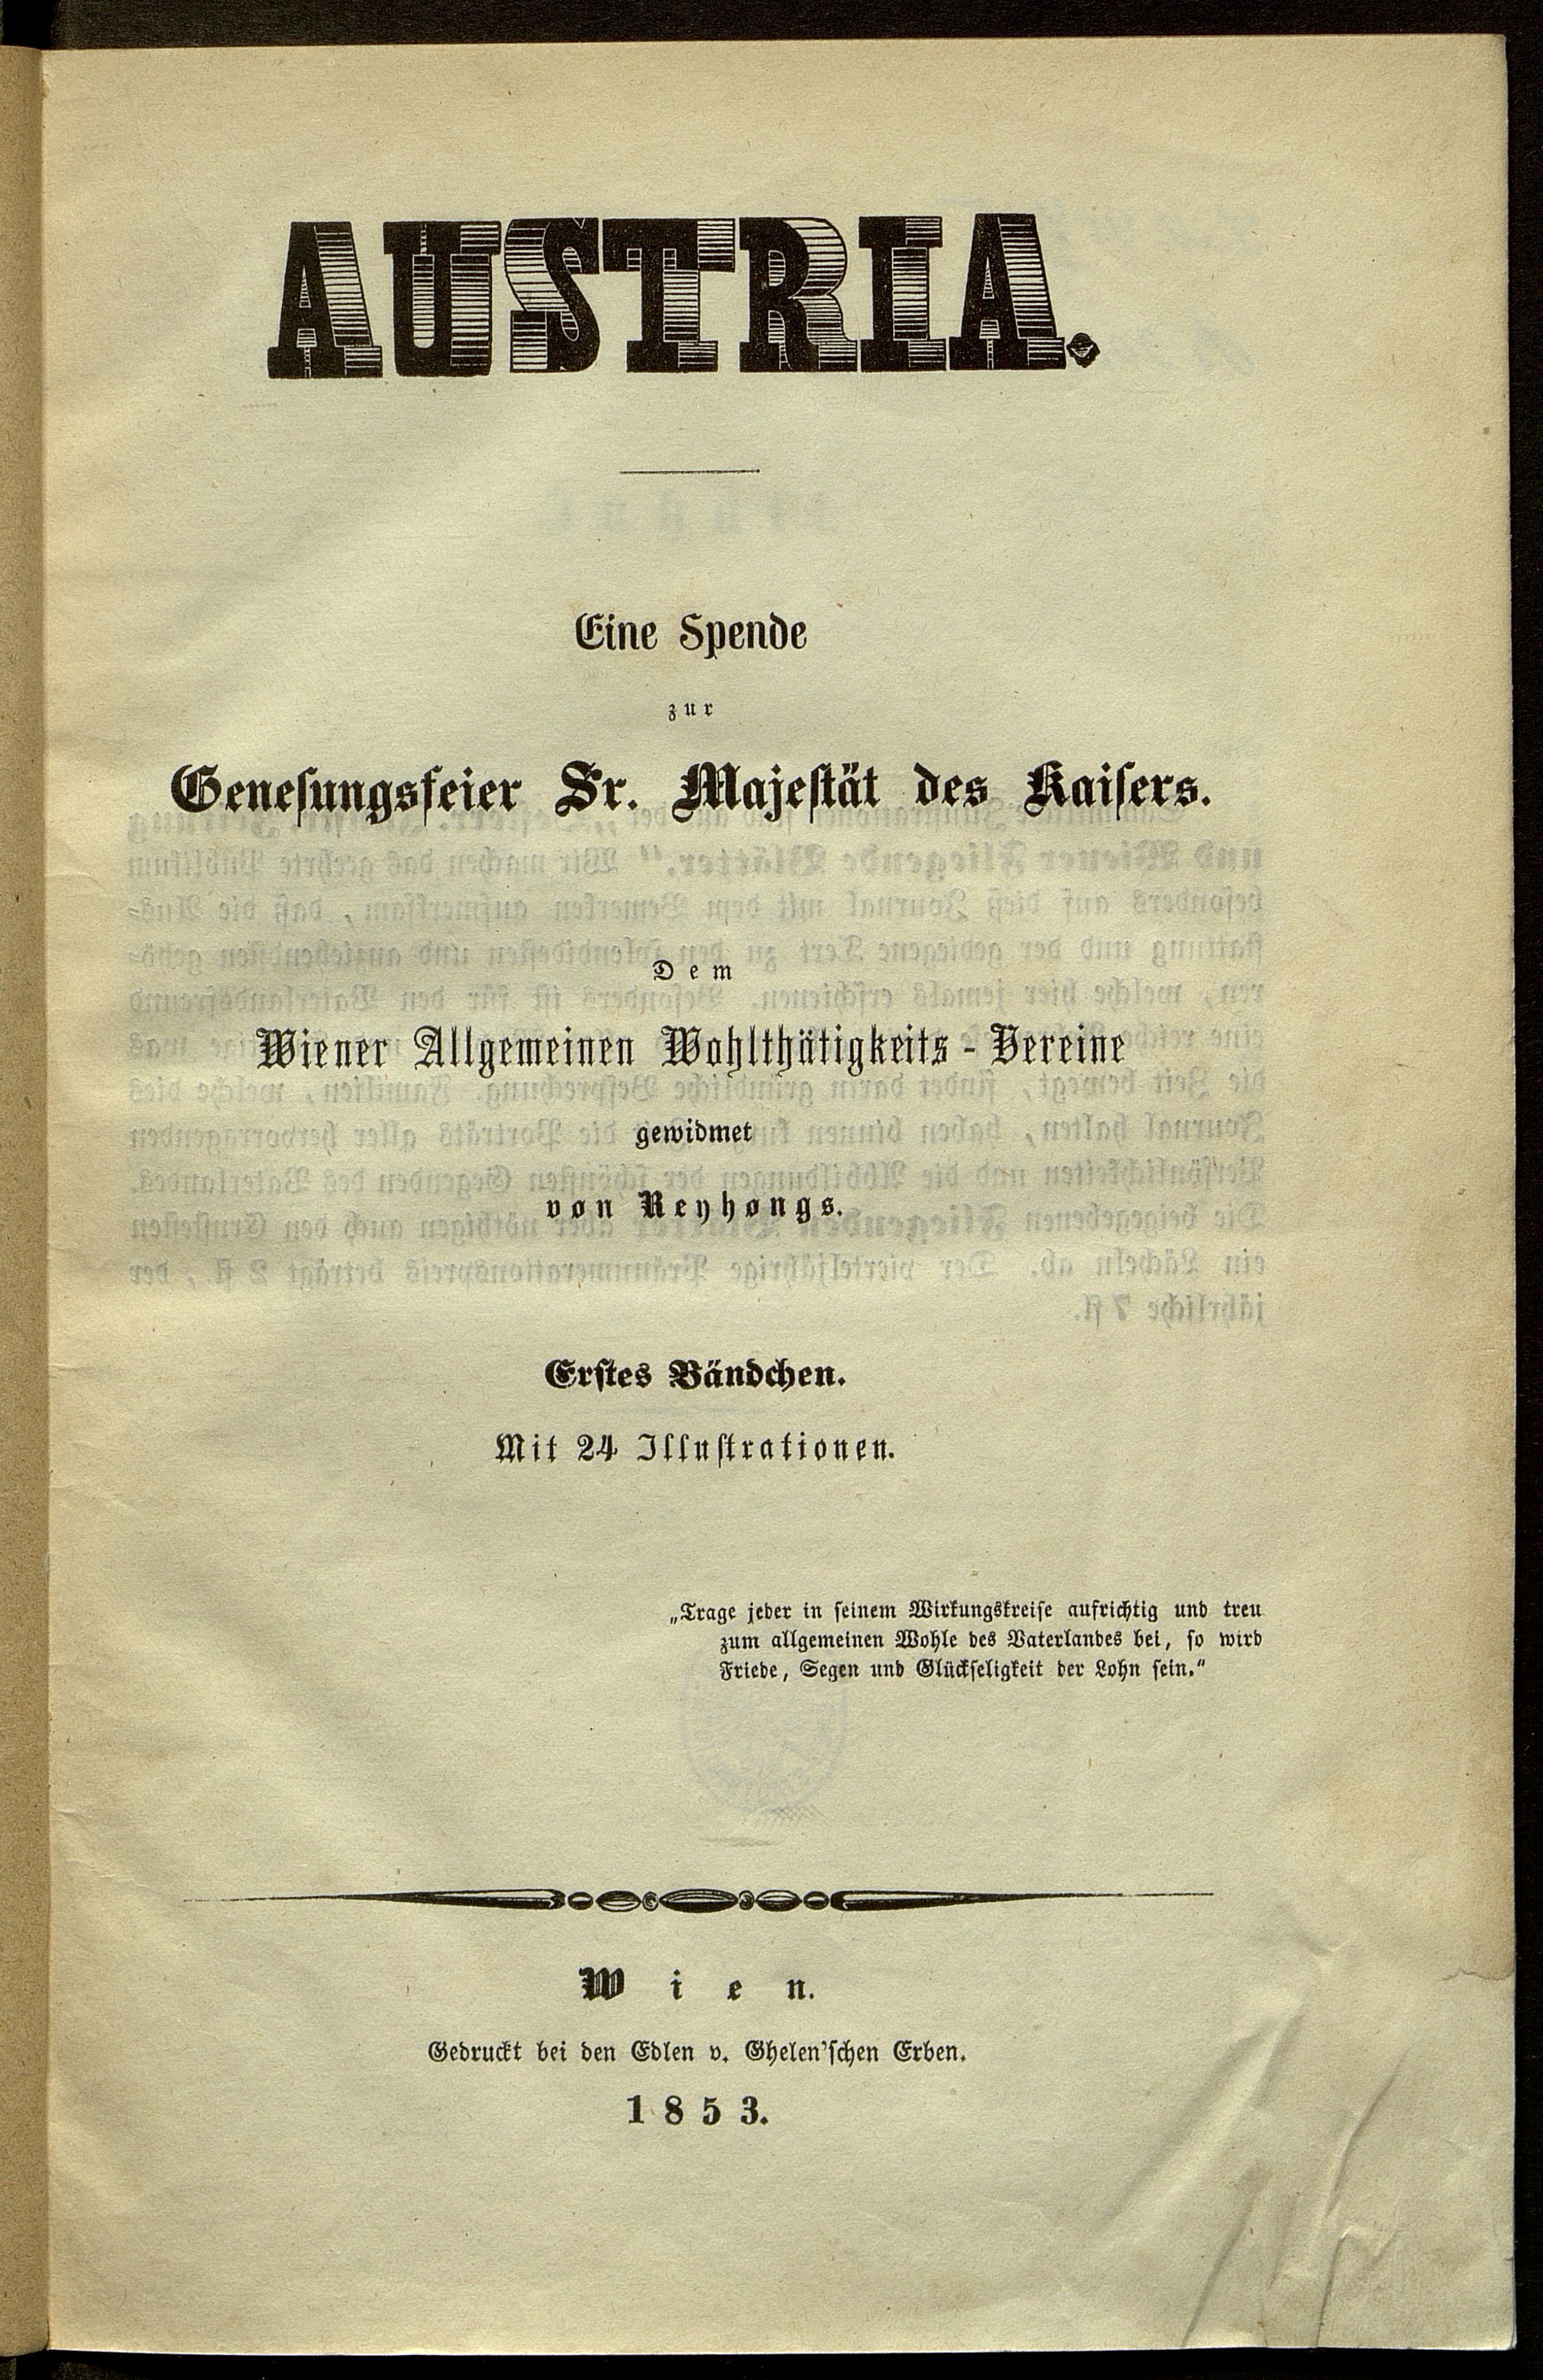 AUSTRIA.
Eine Spende
zur
Genesungsfeier Sr. Majestät des Kaisers.
Dem
Wiener Allgemeinen Wohlthätigkeits-Vereine
gewidmet
von Reyhongs.
Erstes Bändchen.
Mit 24 Illustrationen.
„Trage jeder in seinem Wirkungskreise aufrichtig und treu
zum allgemeinen Wohle des Vaterlandes bei, so wird
Friede, Segen und Glückseligkeit der Lohn sein.“
Wien.
Gedruckt bei den Edlen v. Ghelen'schen Erben.
1853.